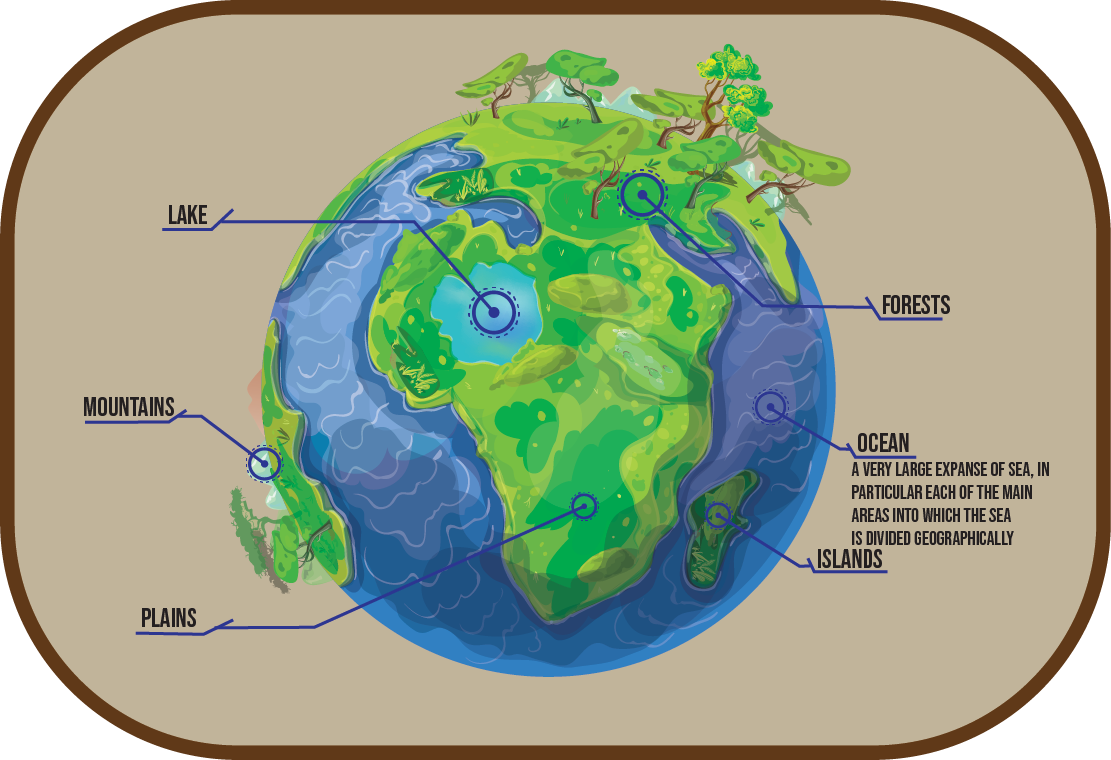 LAKE
FORESTS
MOUNTAINS
OCEAN
A VERY LARGE EXPANSE OF SEA, IN
PARTICULAR EACH OF THE MAIN
AREAS INTO WHICH THE SEA
IS DIVIDED GEOGRAPHICALLY
ISLANDS
PLAINS